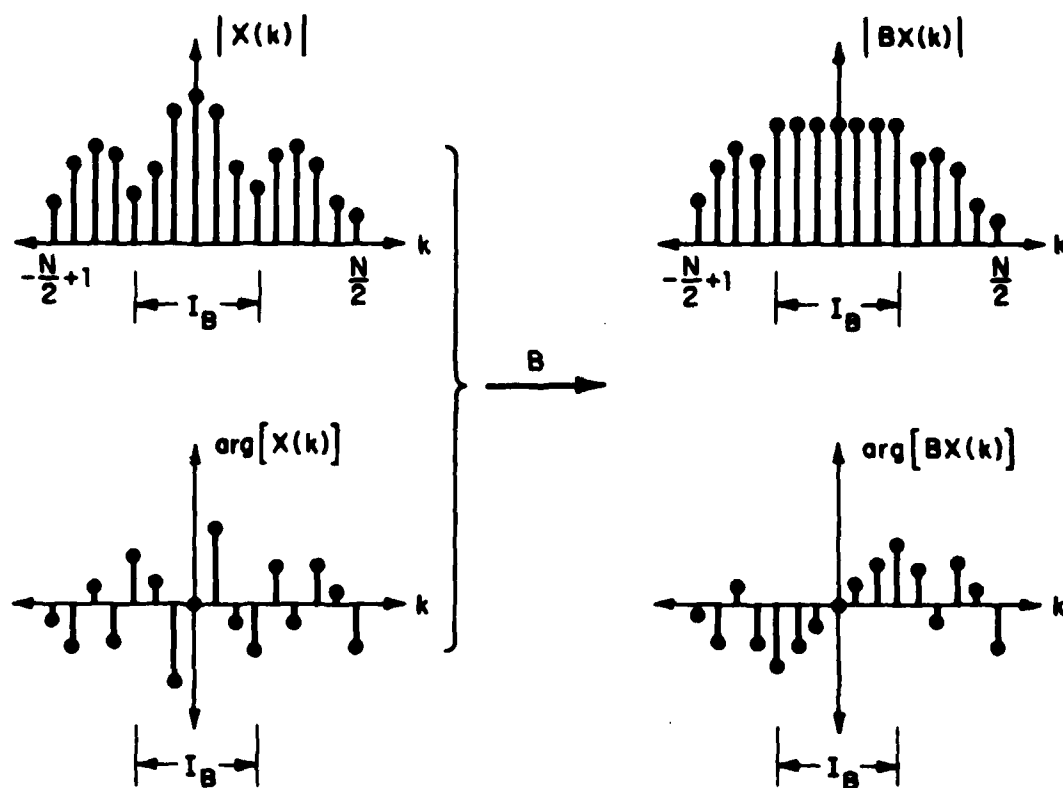 |X(k)|
k
-N/2+1
N/2
I_B
|BX(k)|
k
-N/2+1
N/2
I_B
B
arg[X(k)]
k
I_B
arg[BX(k)]
k
I_B